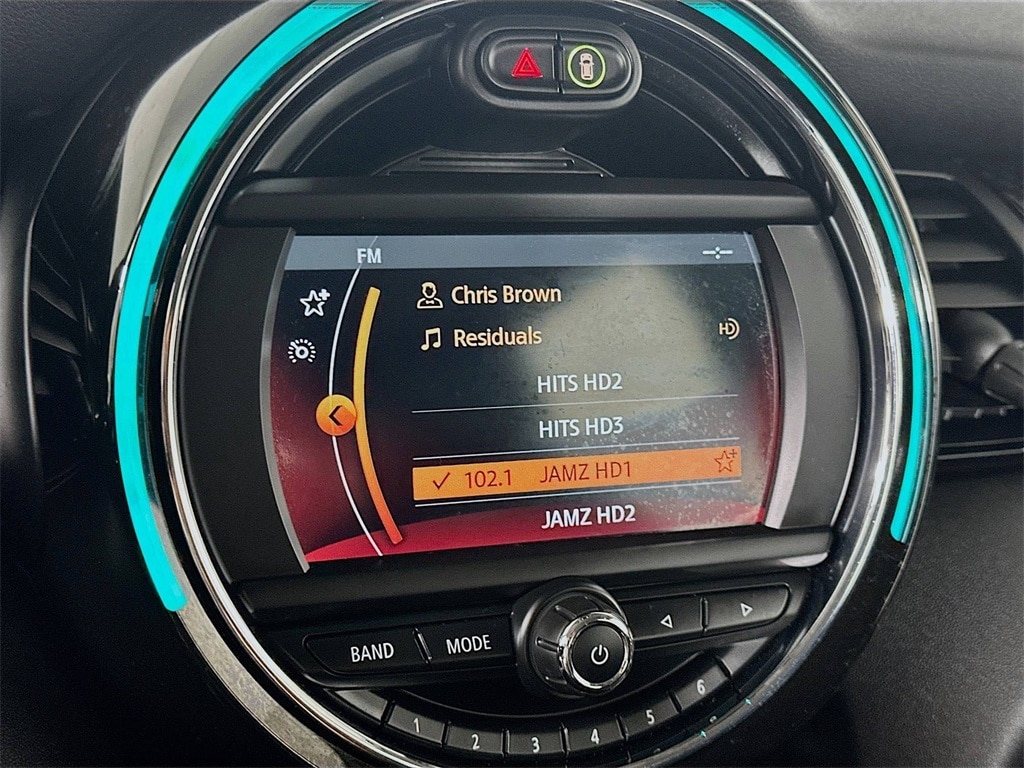 FM
Chris Brown
Residuals
HD
HITS HD2
HITS HD3
102.1 JAMZ HD1
JAMZ HD2
BAND MODE
1 2 3 4 5 6